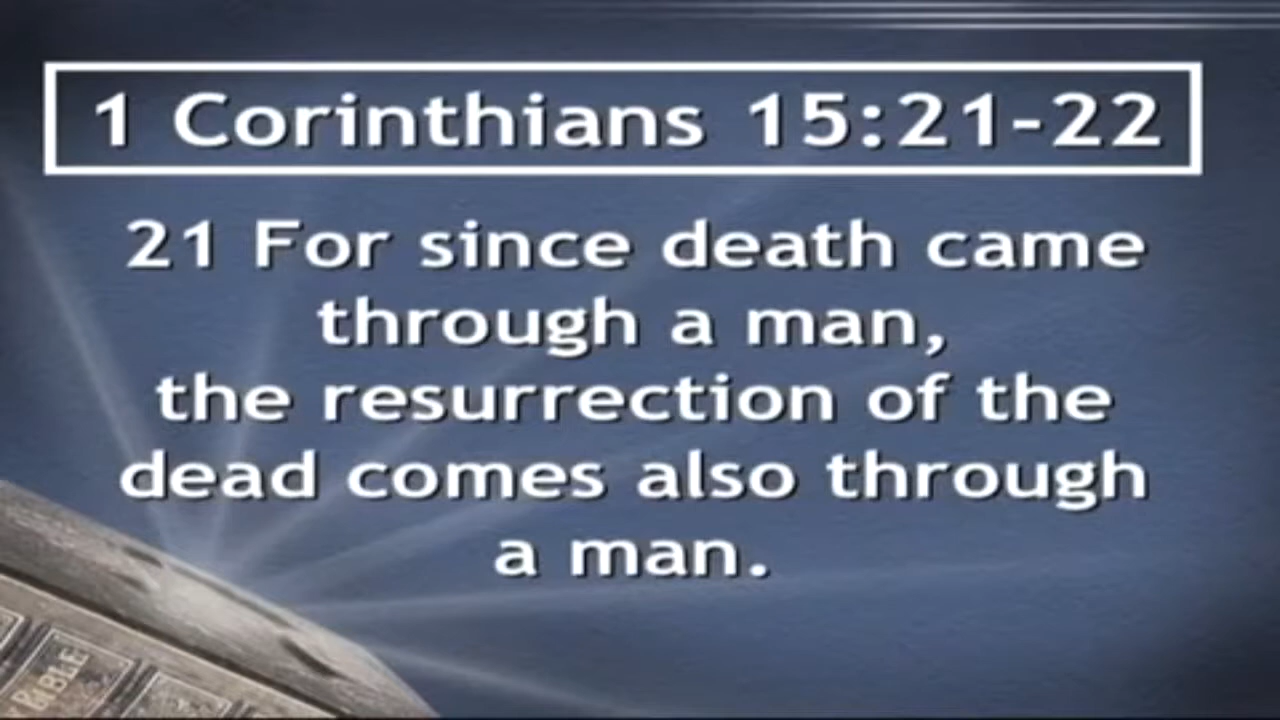 1 Corinthians 15:21-22
21 For since death came
through a man,
the resurrection of the
dead comes also through
a man.
BIBLE